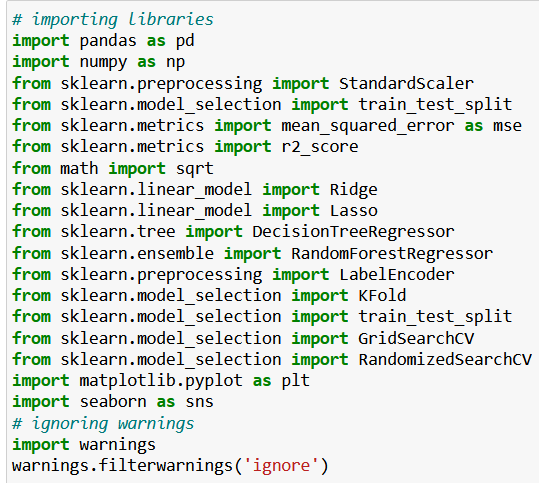 # importing libraries
import pandas as pd
import numpy as np
from sklearn.preprocessing import StandardScaler
from sklearn.model_selection import train_test_split
from sklearn.metrics import mean_squared_error as mse
from sklearn.metrics import r2_score
from math import sqrt
from sklearn.linear_model import Ridge
from sklearn.linear_model import Lasso
from sklearn.tree import DecisionTreeRegressor
from sklearn.ensemble import RandomForestRegressor
from sklearn.preprocessing import LabelEncoder
from sklearn.model_selection import KFold
from sklearn.model_selection import train_test_split
from sklearn.model_selection import GridSearchCV
from sklearn.model_selection import RandomizedSearchCV
import matplotlib.pyplot as plt
import seaborn as sns
# ignoring warnings
import warnings
warnings.filterwarnings('ignore')